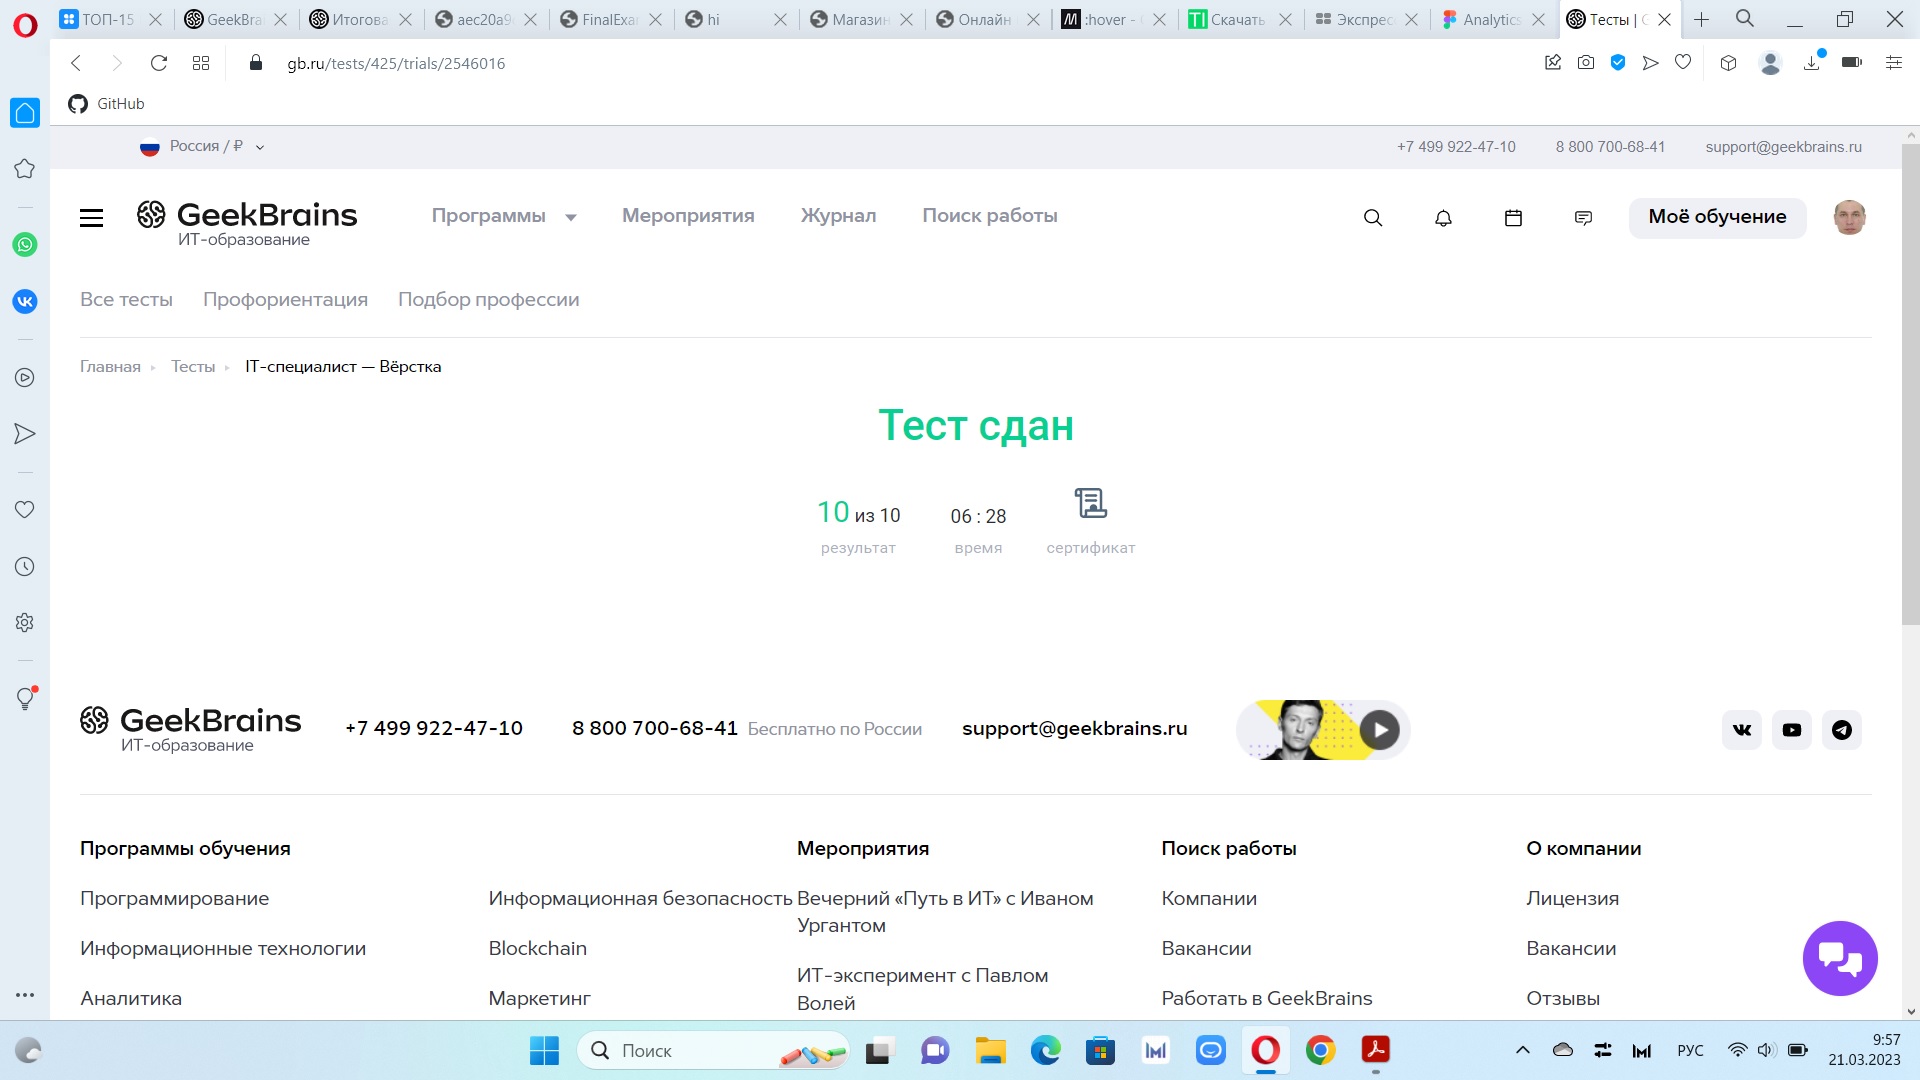 ТОП-15
GeekBra
Итогова
aec20a9
FinalExa
hi
Магазин
Онлайн
:hover -
Скачать
Экспрес
Analytics
Тесты | G
gb.ru/tests/425/trials/2546016
GitHub
Россия / ₽
+7 499 922-47-10
8 800 700-68-41
support@geekbrains.ru
GeekBrains
ИТ-образование
Программы
Мероприятия
Журнал
Поиск работы
Моё обучение
Все тесты
Профориентация
Подбор профессии
Главная
Тесты
IT-специалист — Вёрстка
Тест сдан
10 из 10
06 : 28
результат
время
сертификат
GeekBrains
ИТ-образование
+7 499 922-47-10
8 800 700-68-41 Бесплатно по России
support@geekbrains.ru
Программы обучения
Мероприятия
Поиск работы
О компании
Программирование
Информационная безопасность
Вечерний «Путь в ИТ» с Иваном
Ургантом
Компании
Лицензия
Информационные технологии
Blockchain
ИТ-эксперимент с Павлом
Волей
Вакансии
Вакансии
Аналитика
Маркетинг
Работать в GeekBrains
Отзывы
Поиск
РУС
9:57
21.03.2023